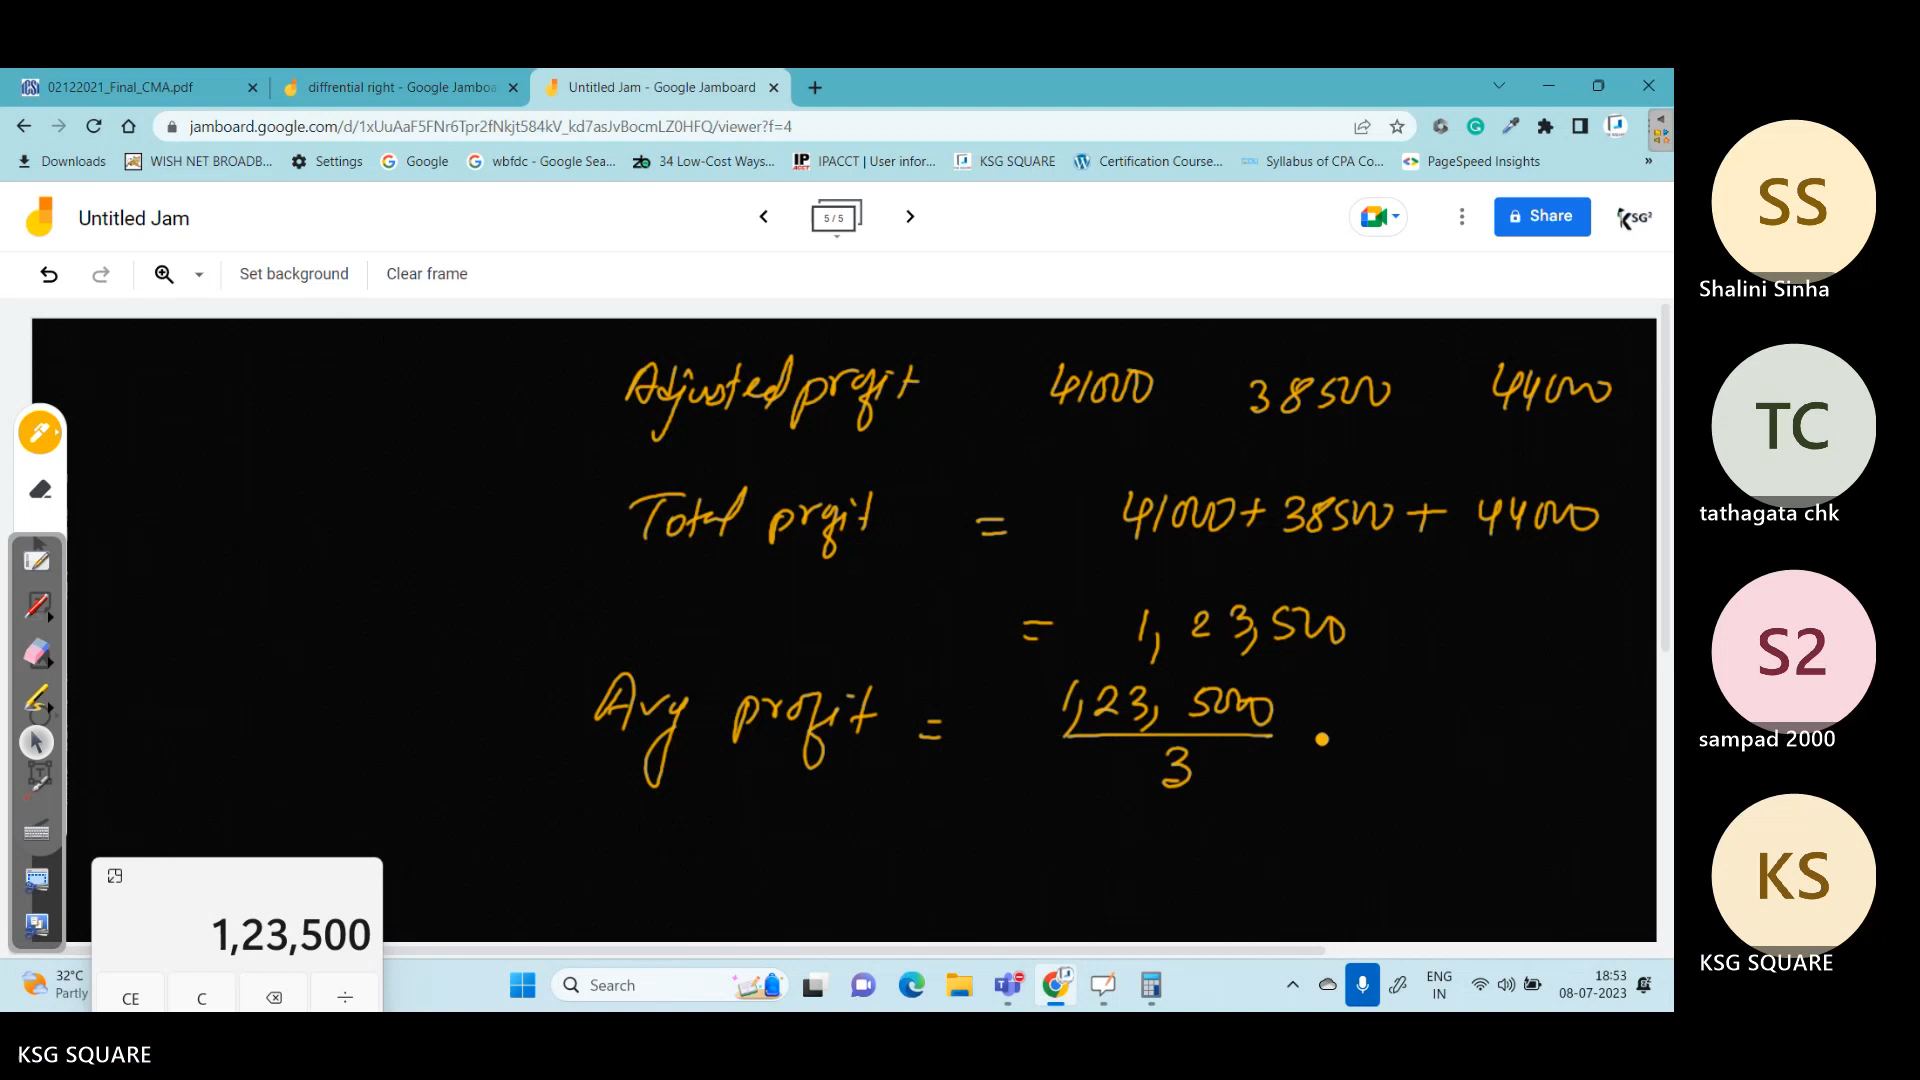 02122021_Final_CMA.pdf
diffrential right - Google Jamboa
Untitled Jam - Google Jamboard
jamboard.google.com/d/1xUuAaF5FNr6Tpr2fNkjt584kV_kd7asJvBocmLZ0HFQ/viewer?f=4
Downloads
WISH NET BROADB...
Settings
Google
wbfdc - Google Sea...
34 Low-Cost Ways...
IPACCT | User infor...
KSG SQUARE
Certification Course...
Syllabus of CPA Co...
PageSpeed Insights
»
Untitled Jam
5 / 5
Share
KSG²
Set background
Clear frame
Adjusted profit 41000 38500 44000
Total profit = 41000 + 38500 + 44000
= 1,23,500
Avg profit = 1,23,500
3
1,23,500
CE
C
÷
32°C
Partly
Search
ENG
IN
18:53
08-07-2023
SS
Shalini Sinha
TC
tathagata chk
S2
sampad 2000
KS
KSG SQUARE
KSG SQUARE